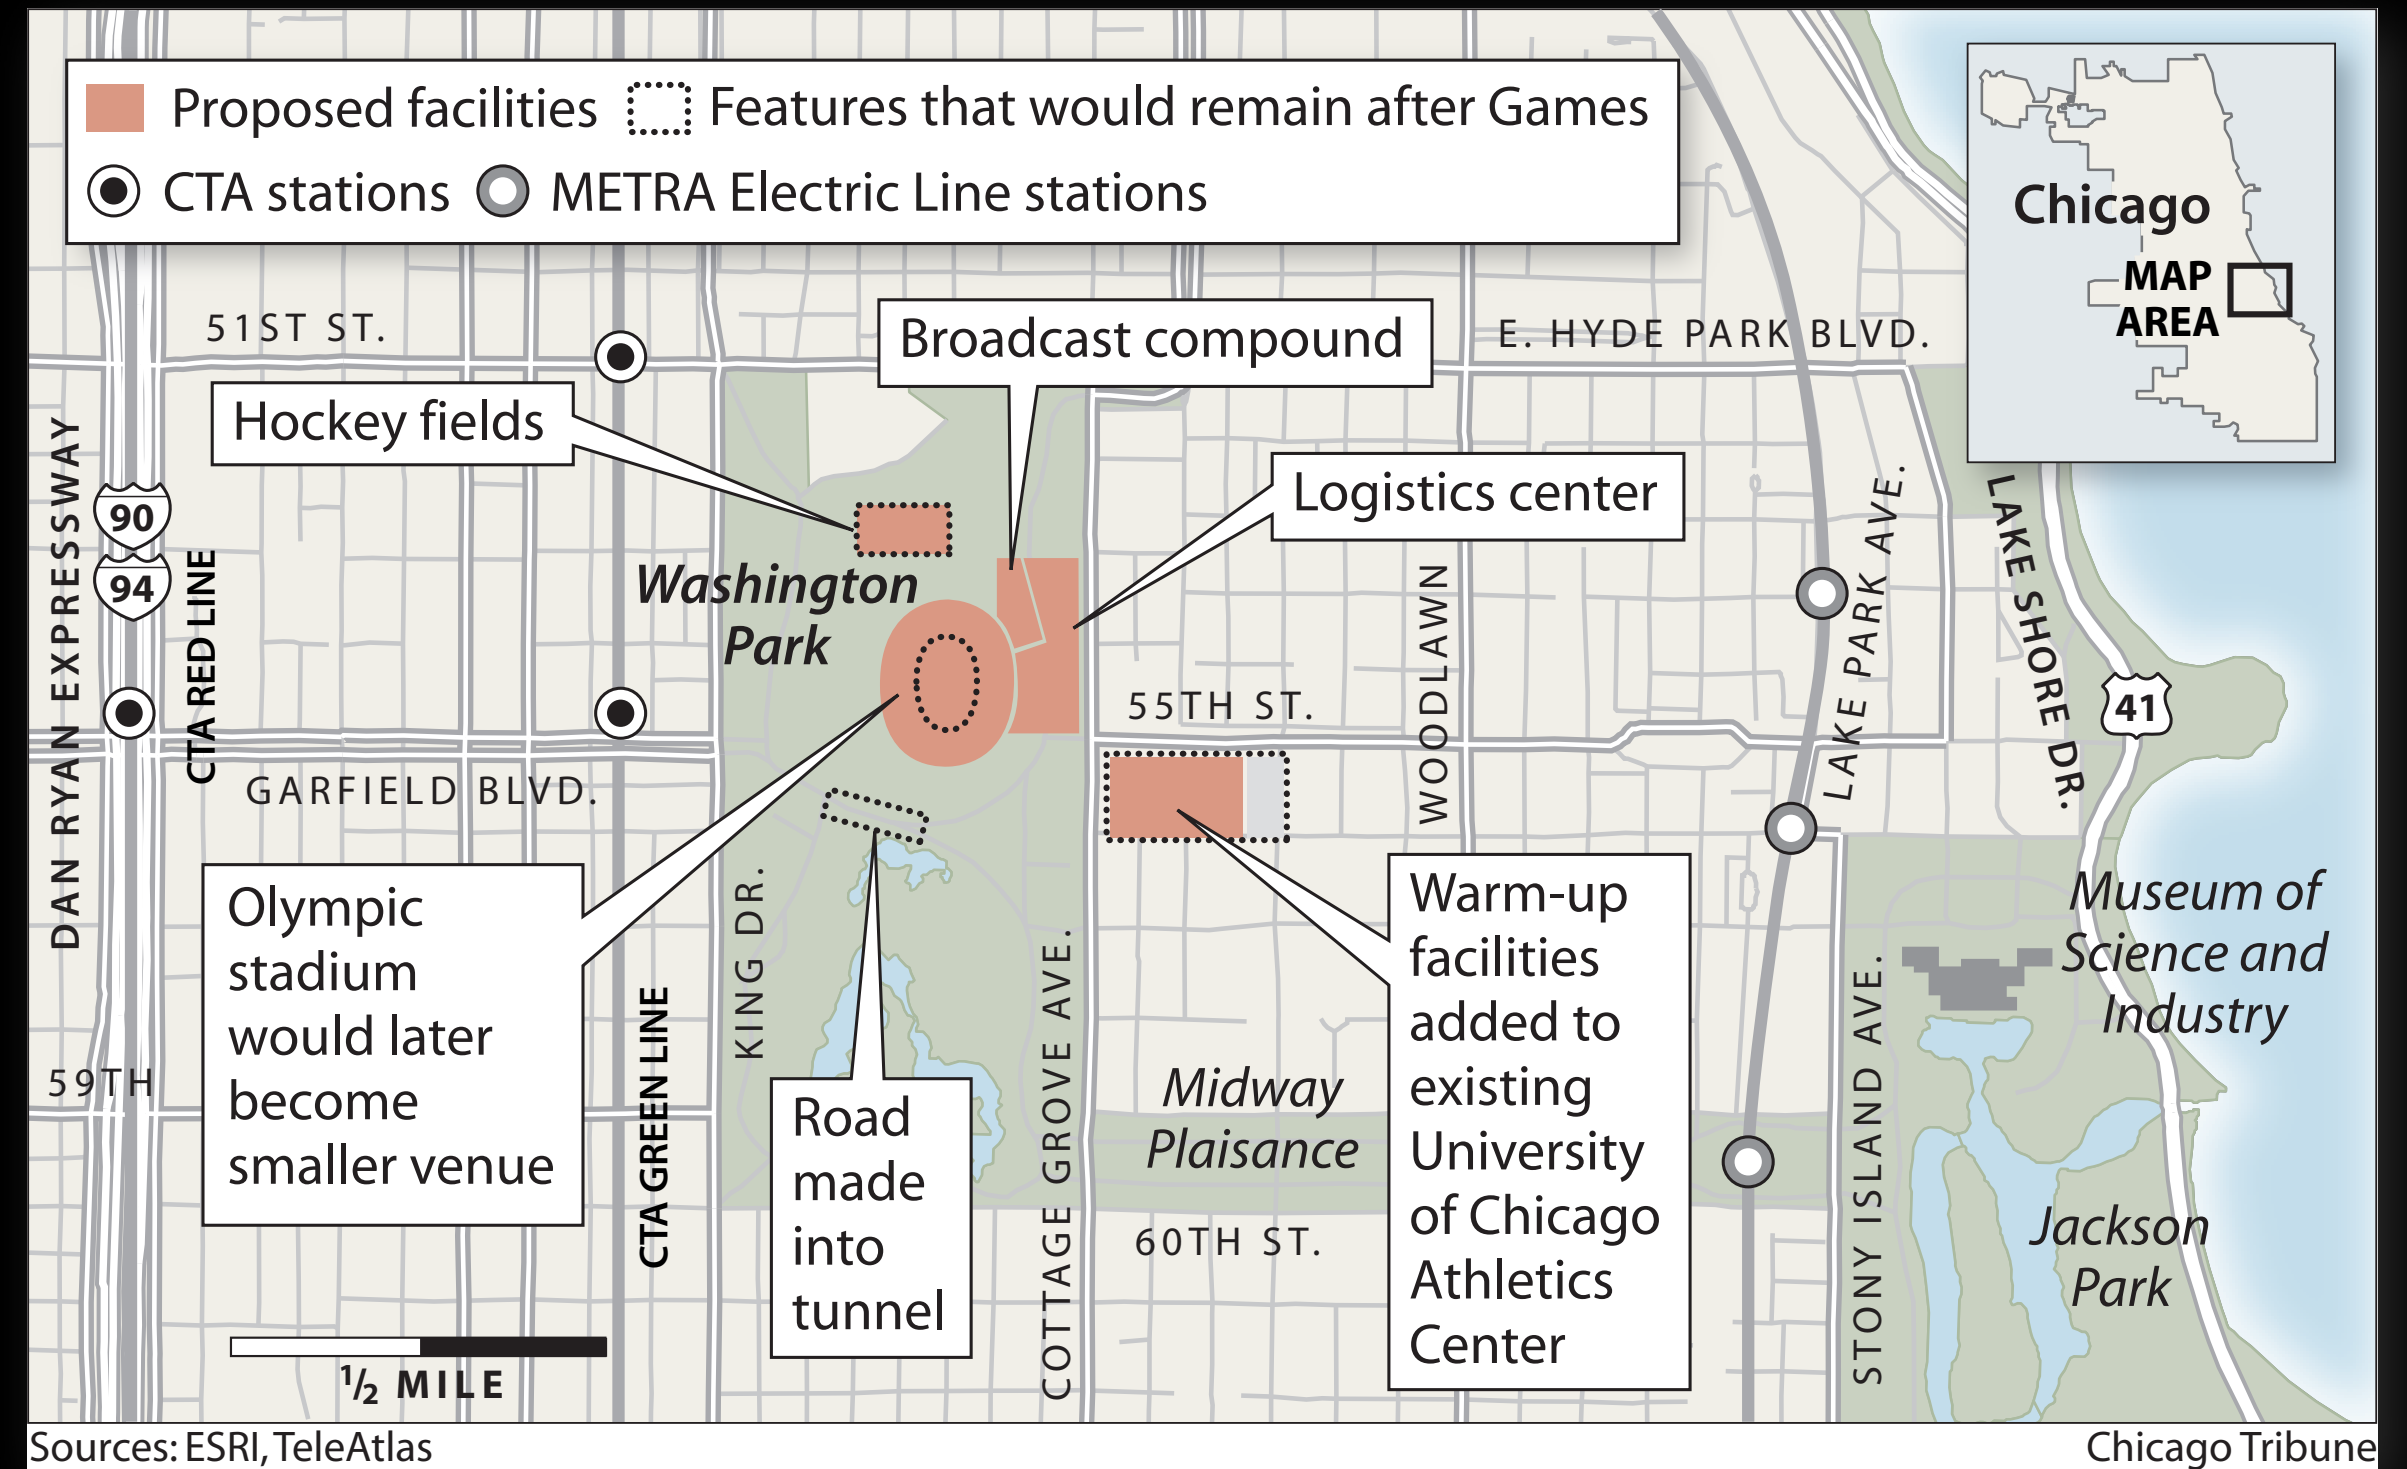 Proposed facilities
Features that would remain after Games
CTA stations
METRA Electric Line stations
Chicago
MAP
AREA
51ST ST.
Broadcast compound
E. HYDE PARK BLVD.
Hockey fields
Logistics center
DAN RYAN EXPRESSWAY
90
94
CTA RED LINE
Washington
Park
WOODLAWN
LAKE PARK AVE.
LAKE SHORE DR.
41
55TH ST.
GARFIELD BLVD.
Olympic
stadium
would later
become
smaller venue
KING DR.
COTTAGE GROVE AVE.
Warm-up
facilities
added to
existing
University
of Chicago
Athletics
Center
Museum of
Science and
Industry
STONY ISLAND AVE.
59TH
CTA GREEN LINE
Road
made
into
tunnel
Midway
Plaisance
60TH ST.
Jackson
Park
1/2 MILE
Sources: ESRI, TeleAtlas
Chicago Tribune